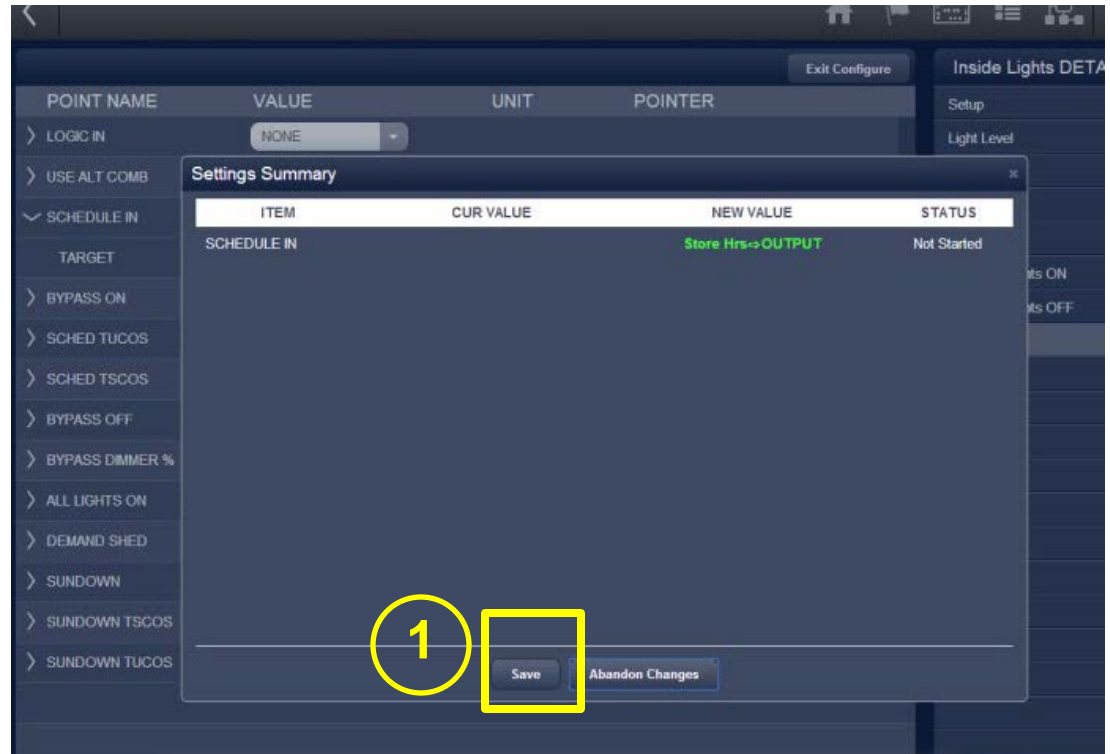 Exit Configure
Inside Lights DETA
POINT NAME VALUE UNIT POINTER
Setup
LOGIC IN NONE
Light Level
USE ALT COMB
Settings Summary
ITEM CUR VALUE NEW VALUE STATUS
SCHEDULE IN
SCHEDULE IN Store Hrs⇔OUTPUT Not Started
TARGET
hts ON
BYPASS ON
hts OFF
SCHED TUCOS
SCHED TSCOS
BYPASS OFF
BYPASS DIMMER %
ALL LIGHTS ON
DEMAND SHED
SUNDOWN
SUNDOWN TSCOS
1
SUNDOWN TUCOS
Save Abandon Changes